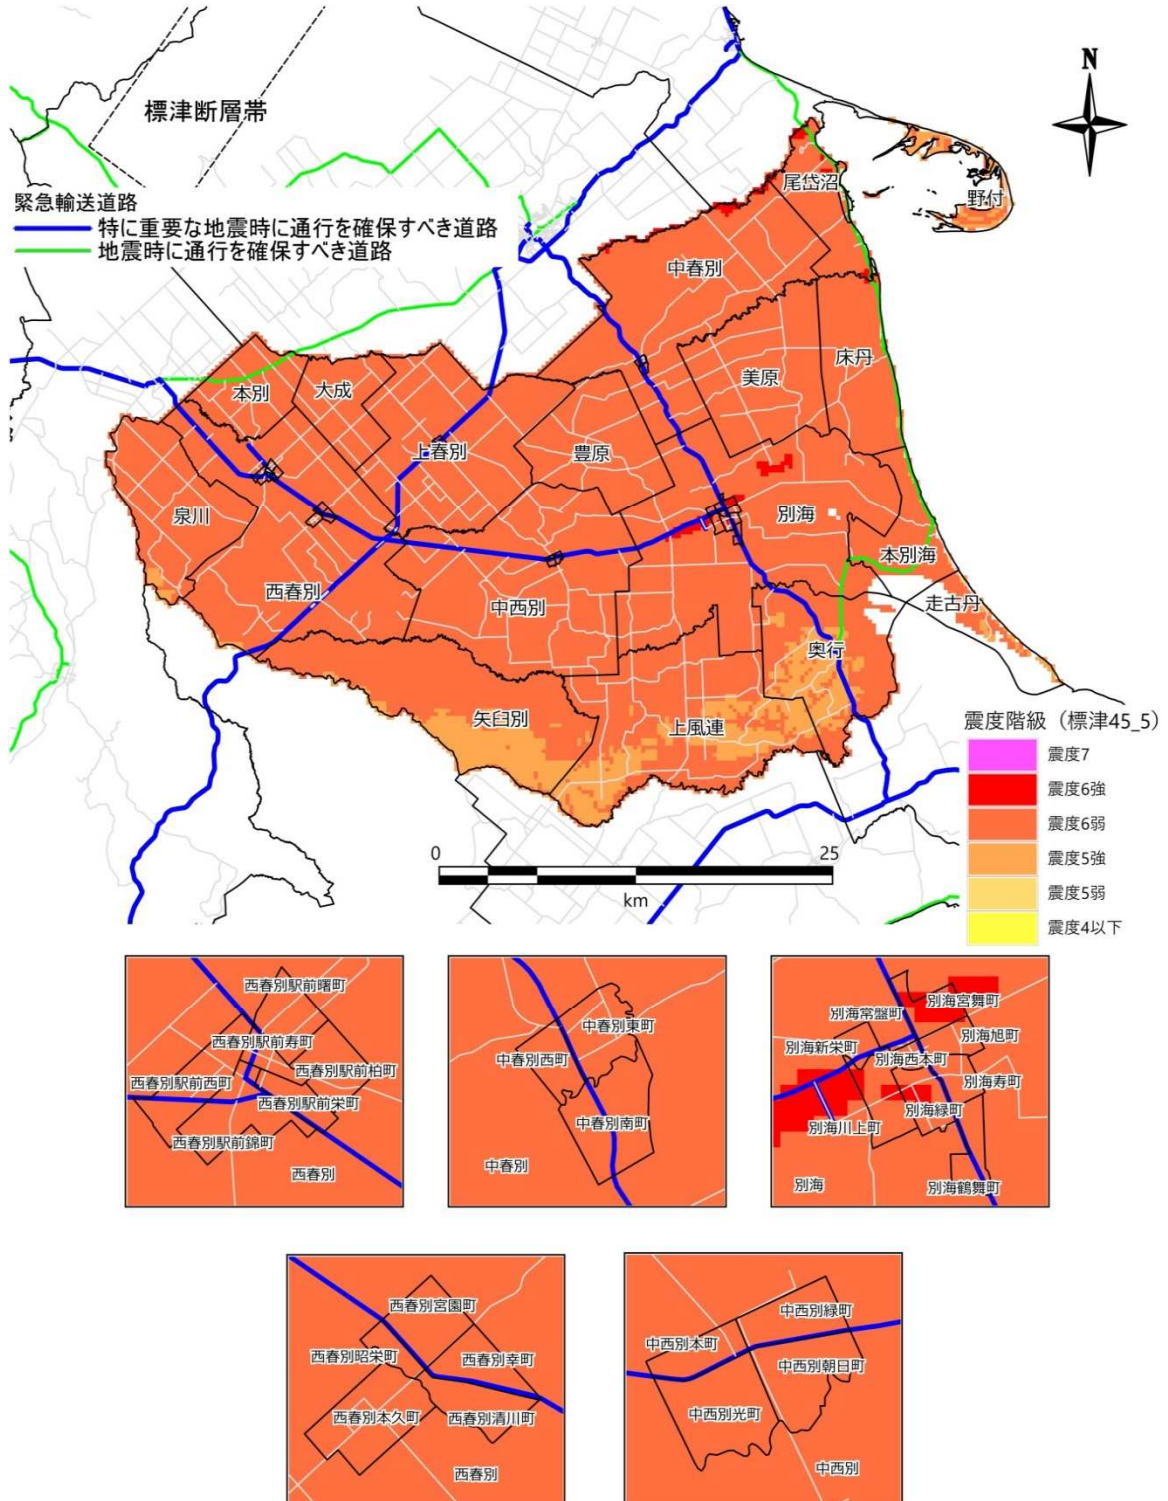 N
標津断層帯
緊急輸送道路
特に重要な地震時に通行を確保すべき道路
地震時に通行を確保すべき道路
尾岱沼
野付
中春別
床丹
美原
本別
大成
上春別
豊原
泉川
別海
本別海
西春別
中西別
走古丹
奥行
矢臼別
上風連
震度階級（標津45_5）
震度7
震度6強
震度6弱
震度5強
震度5弱
震度4以下
0 25
km
西春別駅前曙町
西春別駅前寿町
西春別駅前柏町
西春別駅前西町
西春別駅前栄町
西春別駅前錦町
西春別
中春別東町
中春別西町
中春別南町
中春別
別海宮舞町
別海常盤町
別海旭町
別海新栄町
別海西本町
別海寿町
別海緑町
別海川上町
別海
別海鶴舞町
西春別宮園町
西春別昭栄町
西春別幸町
西春別本久町
西春別清川町
西春別
中西別緑町
中西別本町
中西別朝日町
中西別光町
中西別